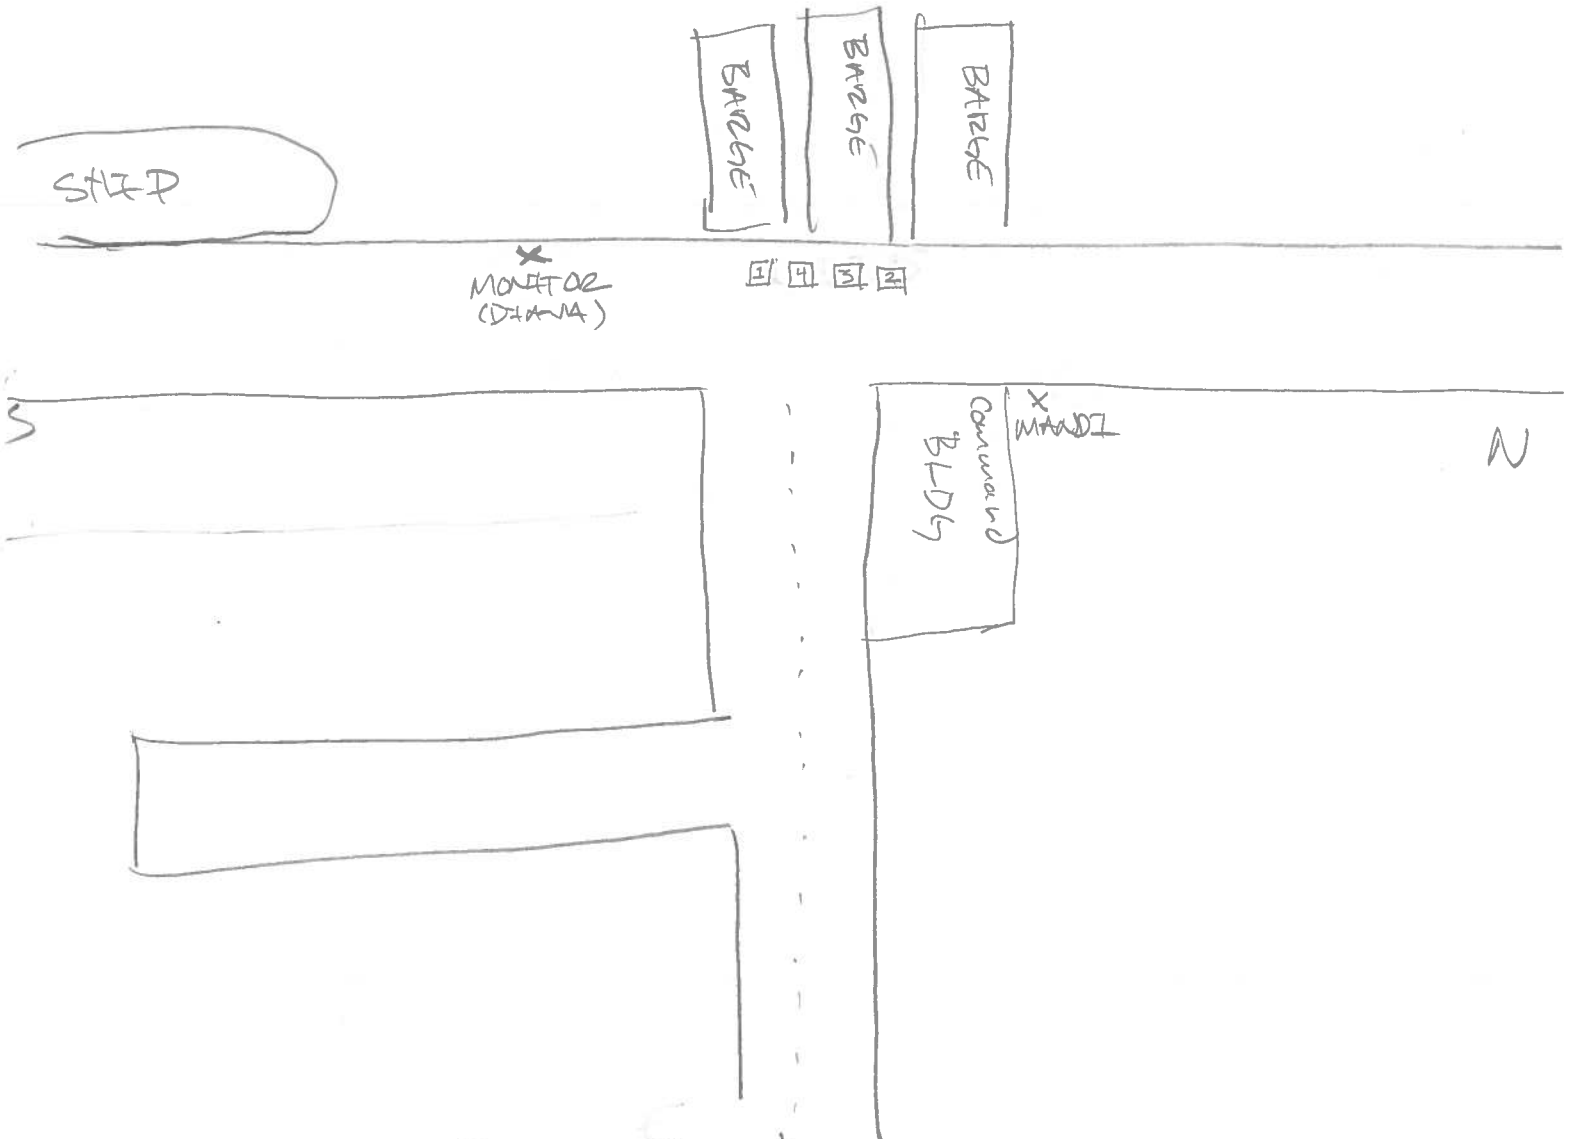 BARGE
BARGE
BARGE
SHIP
MONITOR
(DIANA)
1 4 3 2
S
Command
BLDG
MANDI
N